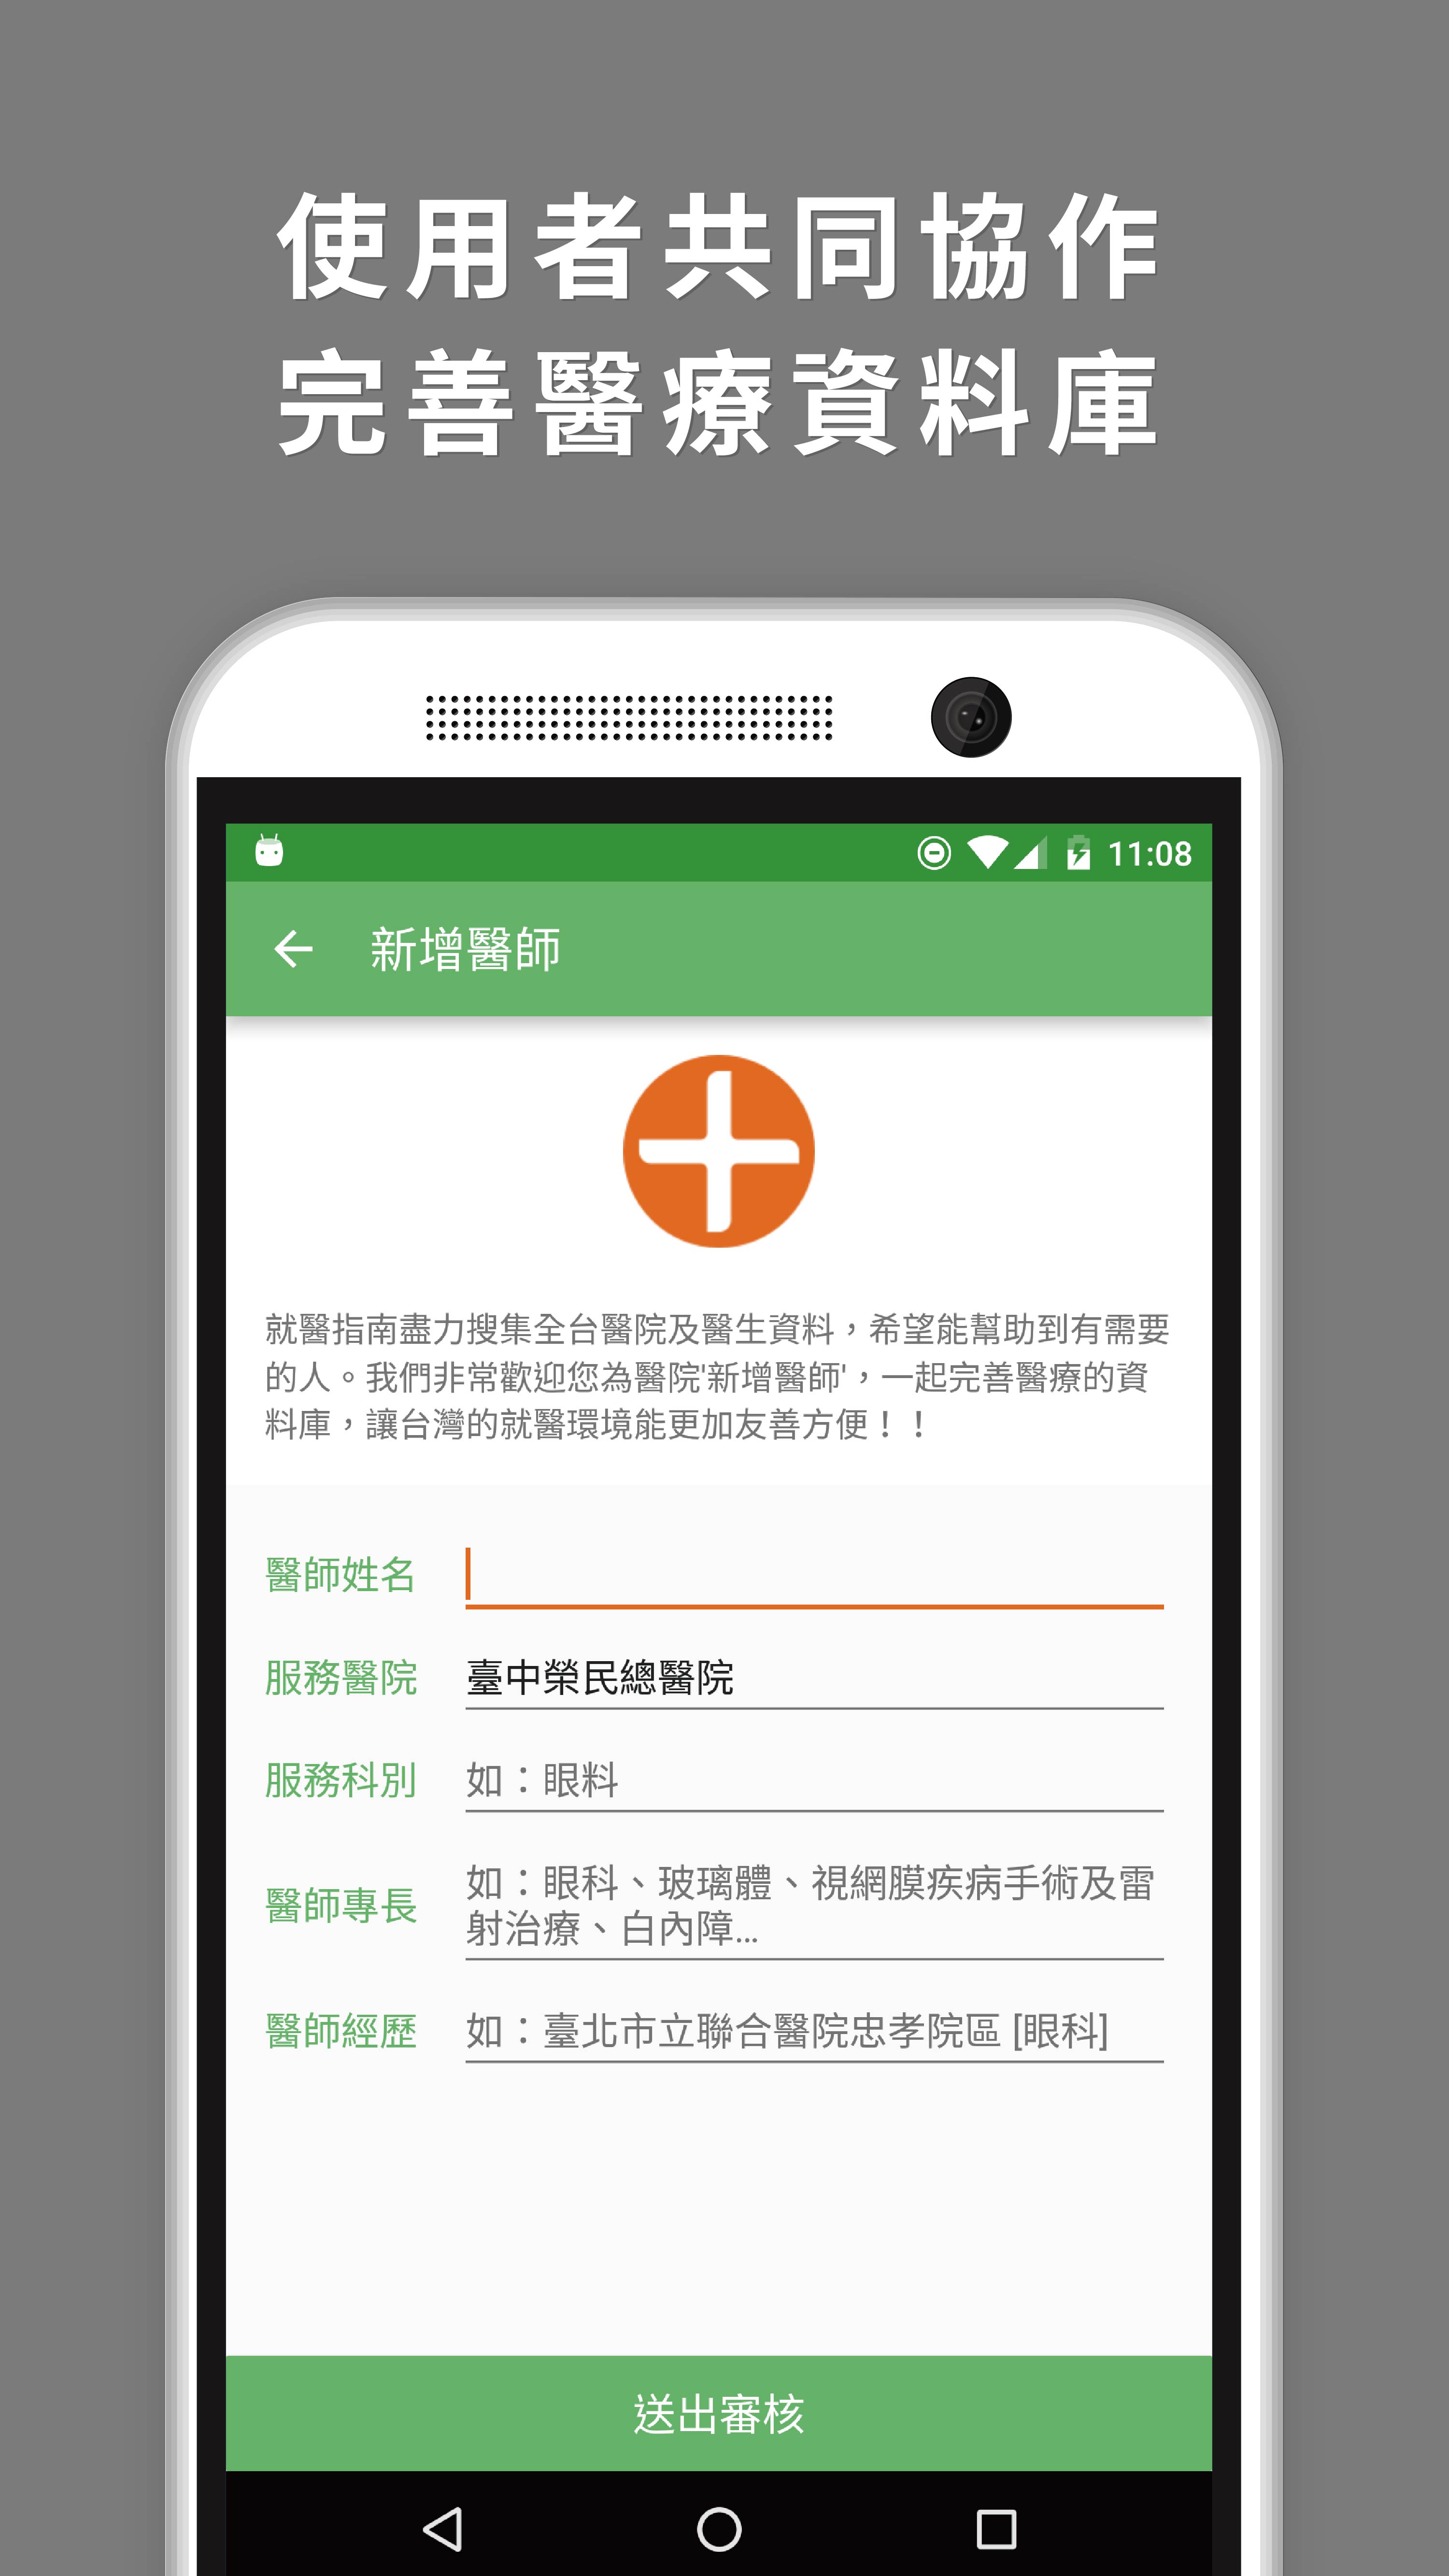 使用者共同協作
完善醫療資料庫
11:08
新增醫師
就醫指南盡力搜集全台醫院及醫生資料，希望能幫助到有需要
的人。我們非常歡迎您為醫院'新增醫師'，一起完善醫療的資
料庫，讓台灣的就醫環境能更加友善方便！！
醫師姓名
服務醫院 臺中榮民總醫院
服務科別 如：眼料
醫師專長 如：眼科、玻璃體、視網膜疾病手術及雷
射治療、白內障...
醫師經歷 如：臺北市立聯合醫院忠孝院區 [眼科]
送出審核